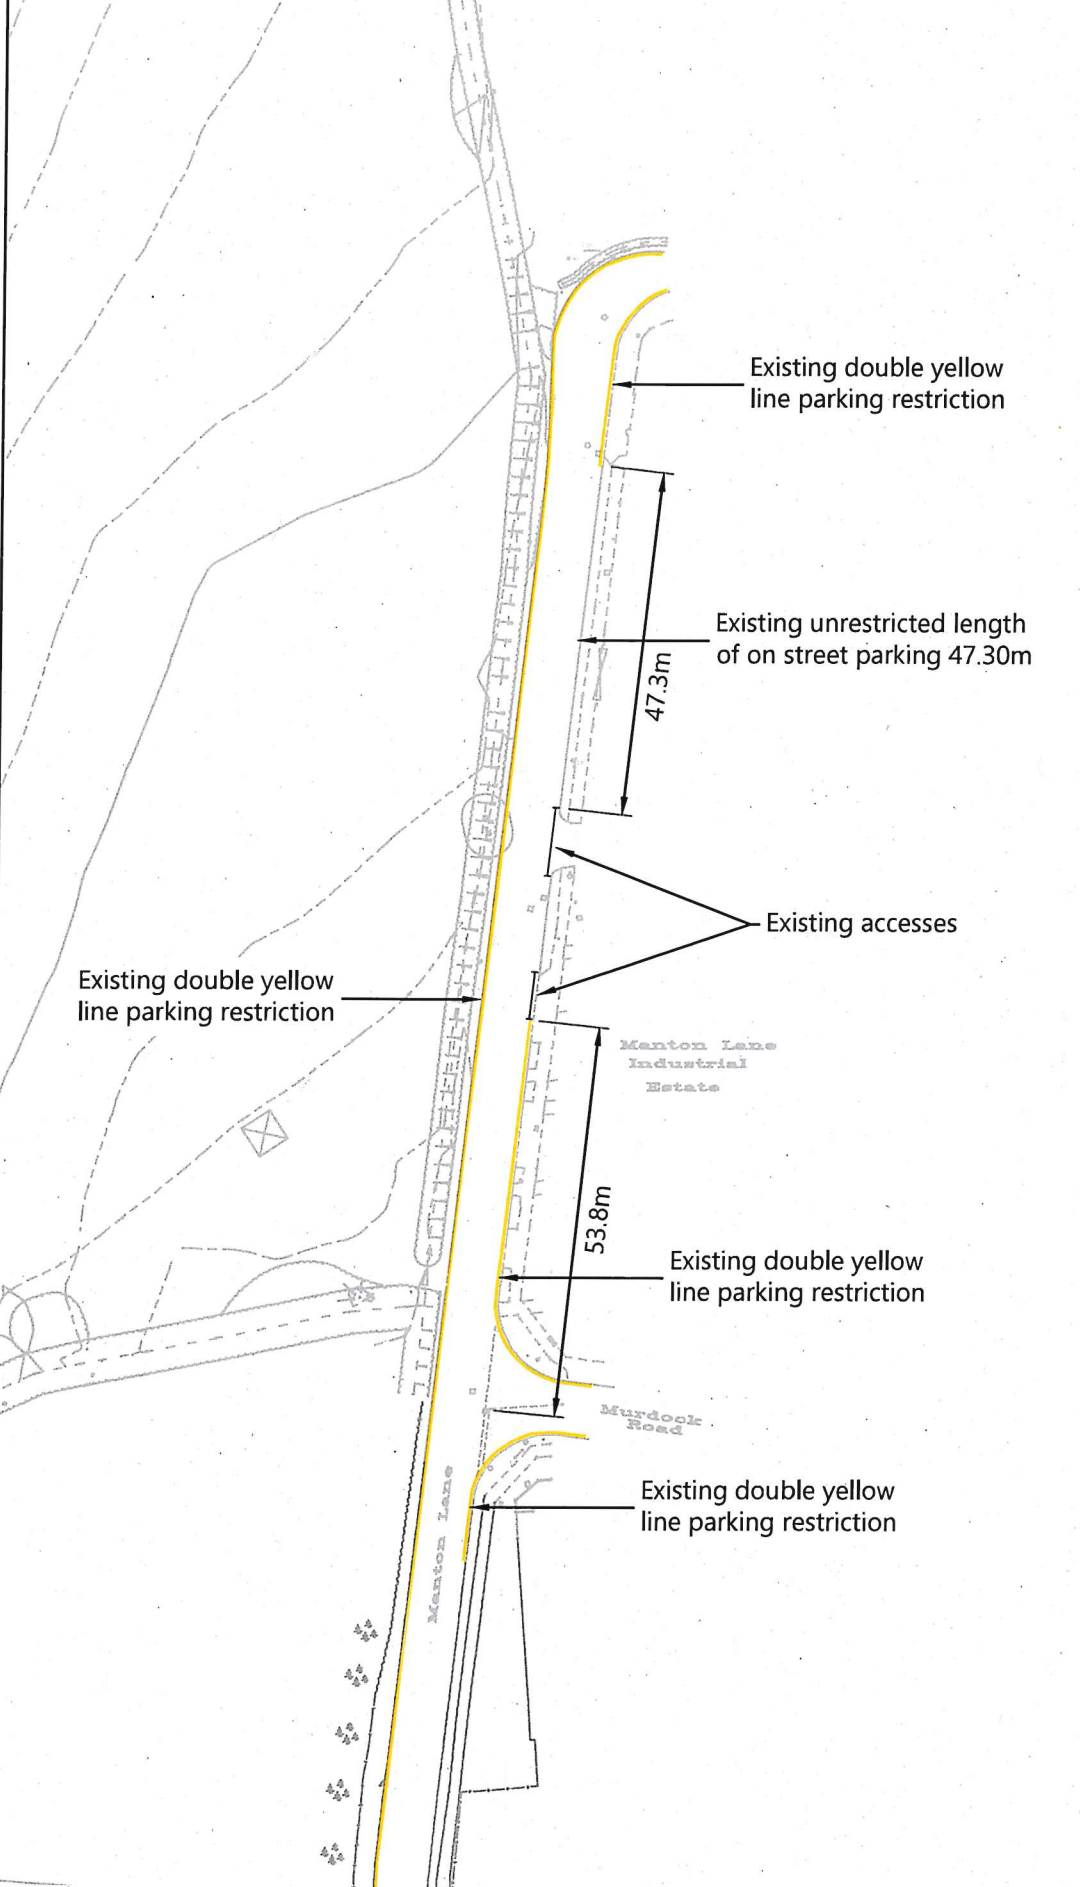 Existing double yellow
line parking restriction
Existing unrestricted length
of on street parking 47.30m
47.3m
Existing accesses
Existing double yellow
line parking restriction
Manton Lane
Industrial
Estate
53.8m
Existing double yellow
line parking restriction
Murdock
Road
Existing double yellow
line parking restriction
Manton Lane